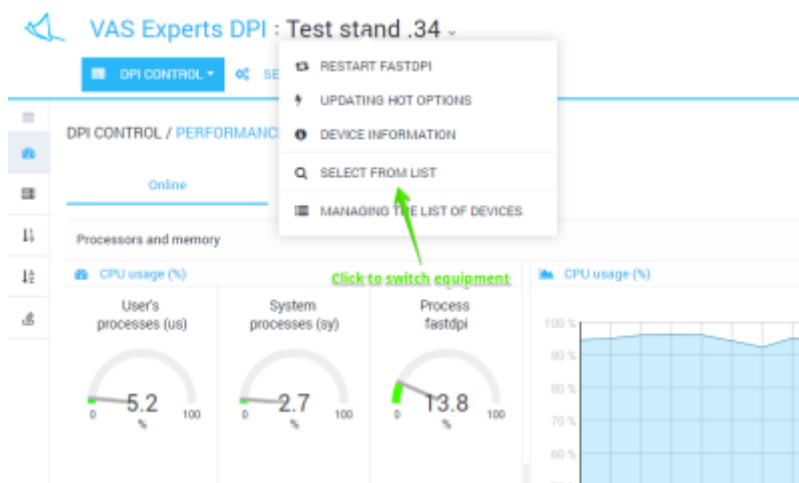 VAS Experts DPI : Test stand .34
DPI CONTROL
SE
RESTART FASTDPI
UPDATING HOT OPTIONS
DEVICE INFORMATION
SELECT FROM LIST
MANAGING THE LIST OF DEVICES
DPI CONTROL / PERFORMANC
Online
Click to switch equipment
Processors and memory
CPU usage (%)
User's
processes (us)
5.2
0
100
%
System
processes (sy)
2.7
0
100
%
Process
fastdpi
13.8
0
100
%
CPU usage (%)
100 %
90 %
80 %
70 %
60 %